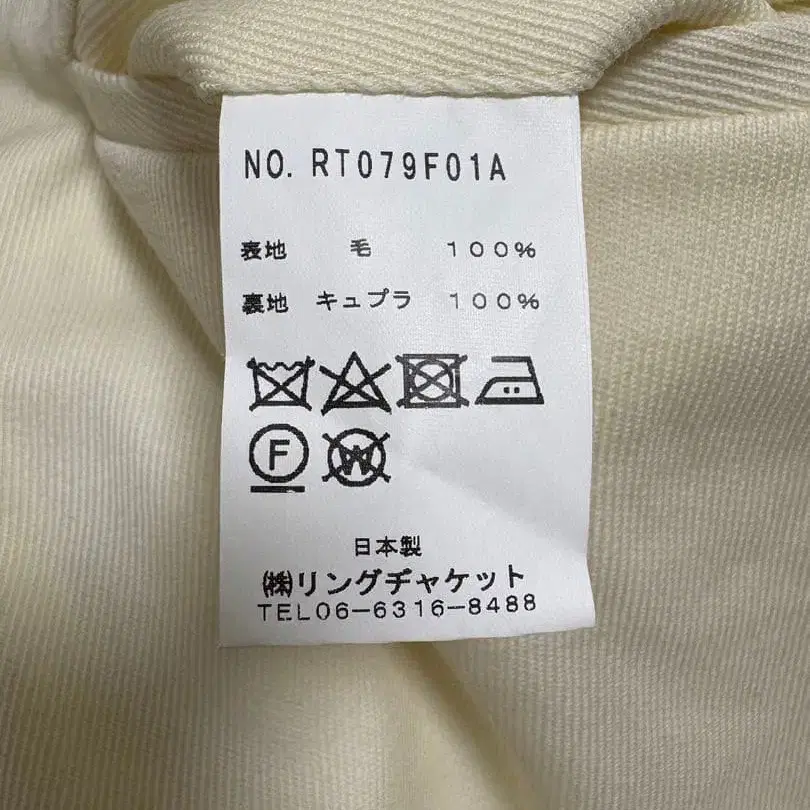 NO. RT079F01A
表地 毛 100%
裏地 キュプラ 100%
F W
日本製
㈱リングヂャケット
TEL06-6316-8488